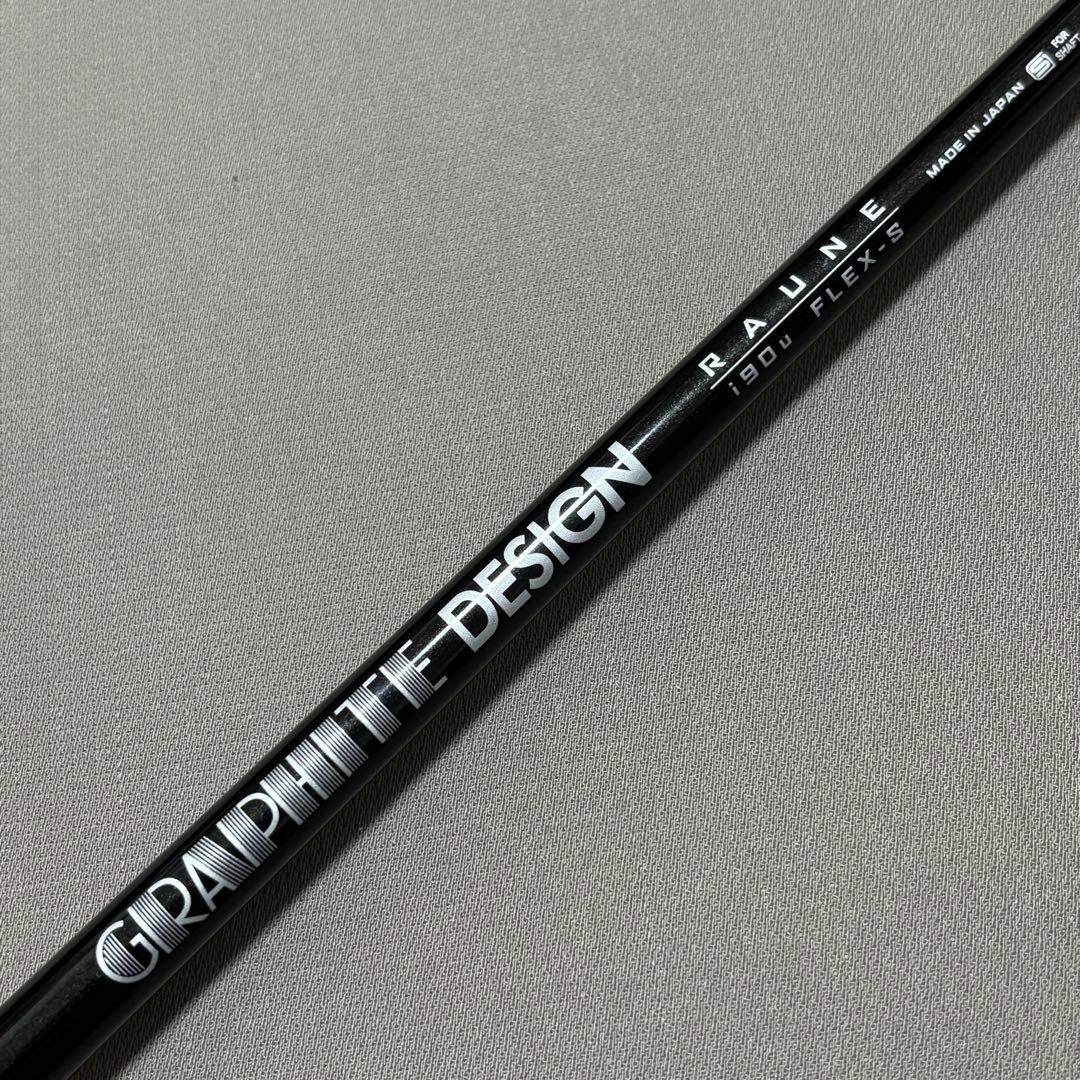 GRAPHITE DESIGN
RAUNE
i90u FLEX-S
MADE IN JAPAN
S FOR
SHAFT